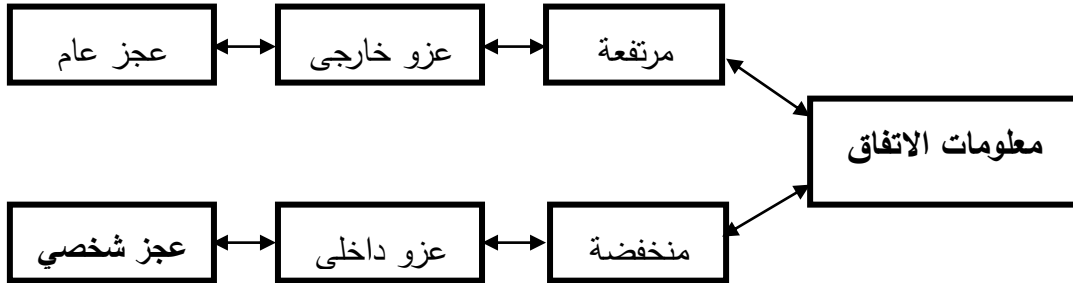 مرتفعة
عزو خارجى
عجز عام
معلومات الاتفاق
منخفضة
عزو داخلى
عجز شخصي